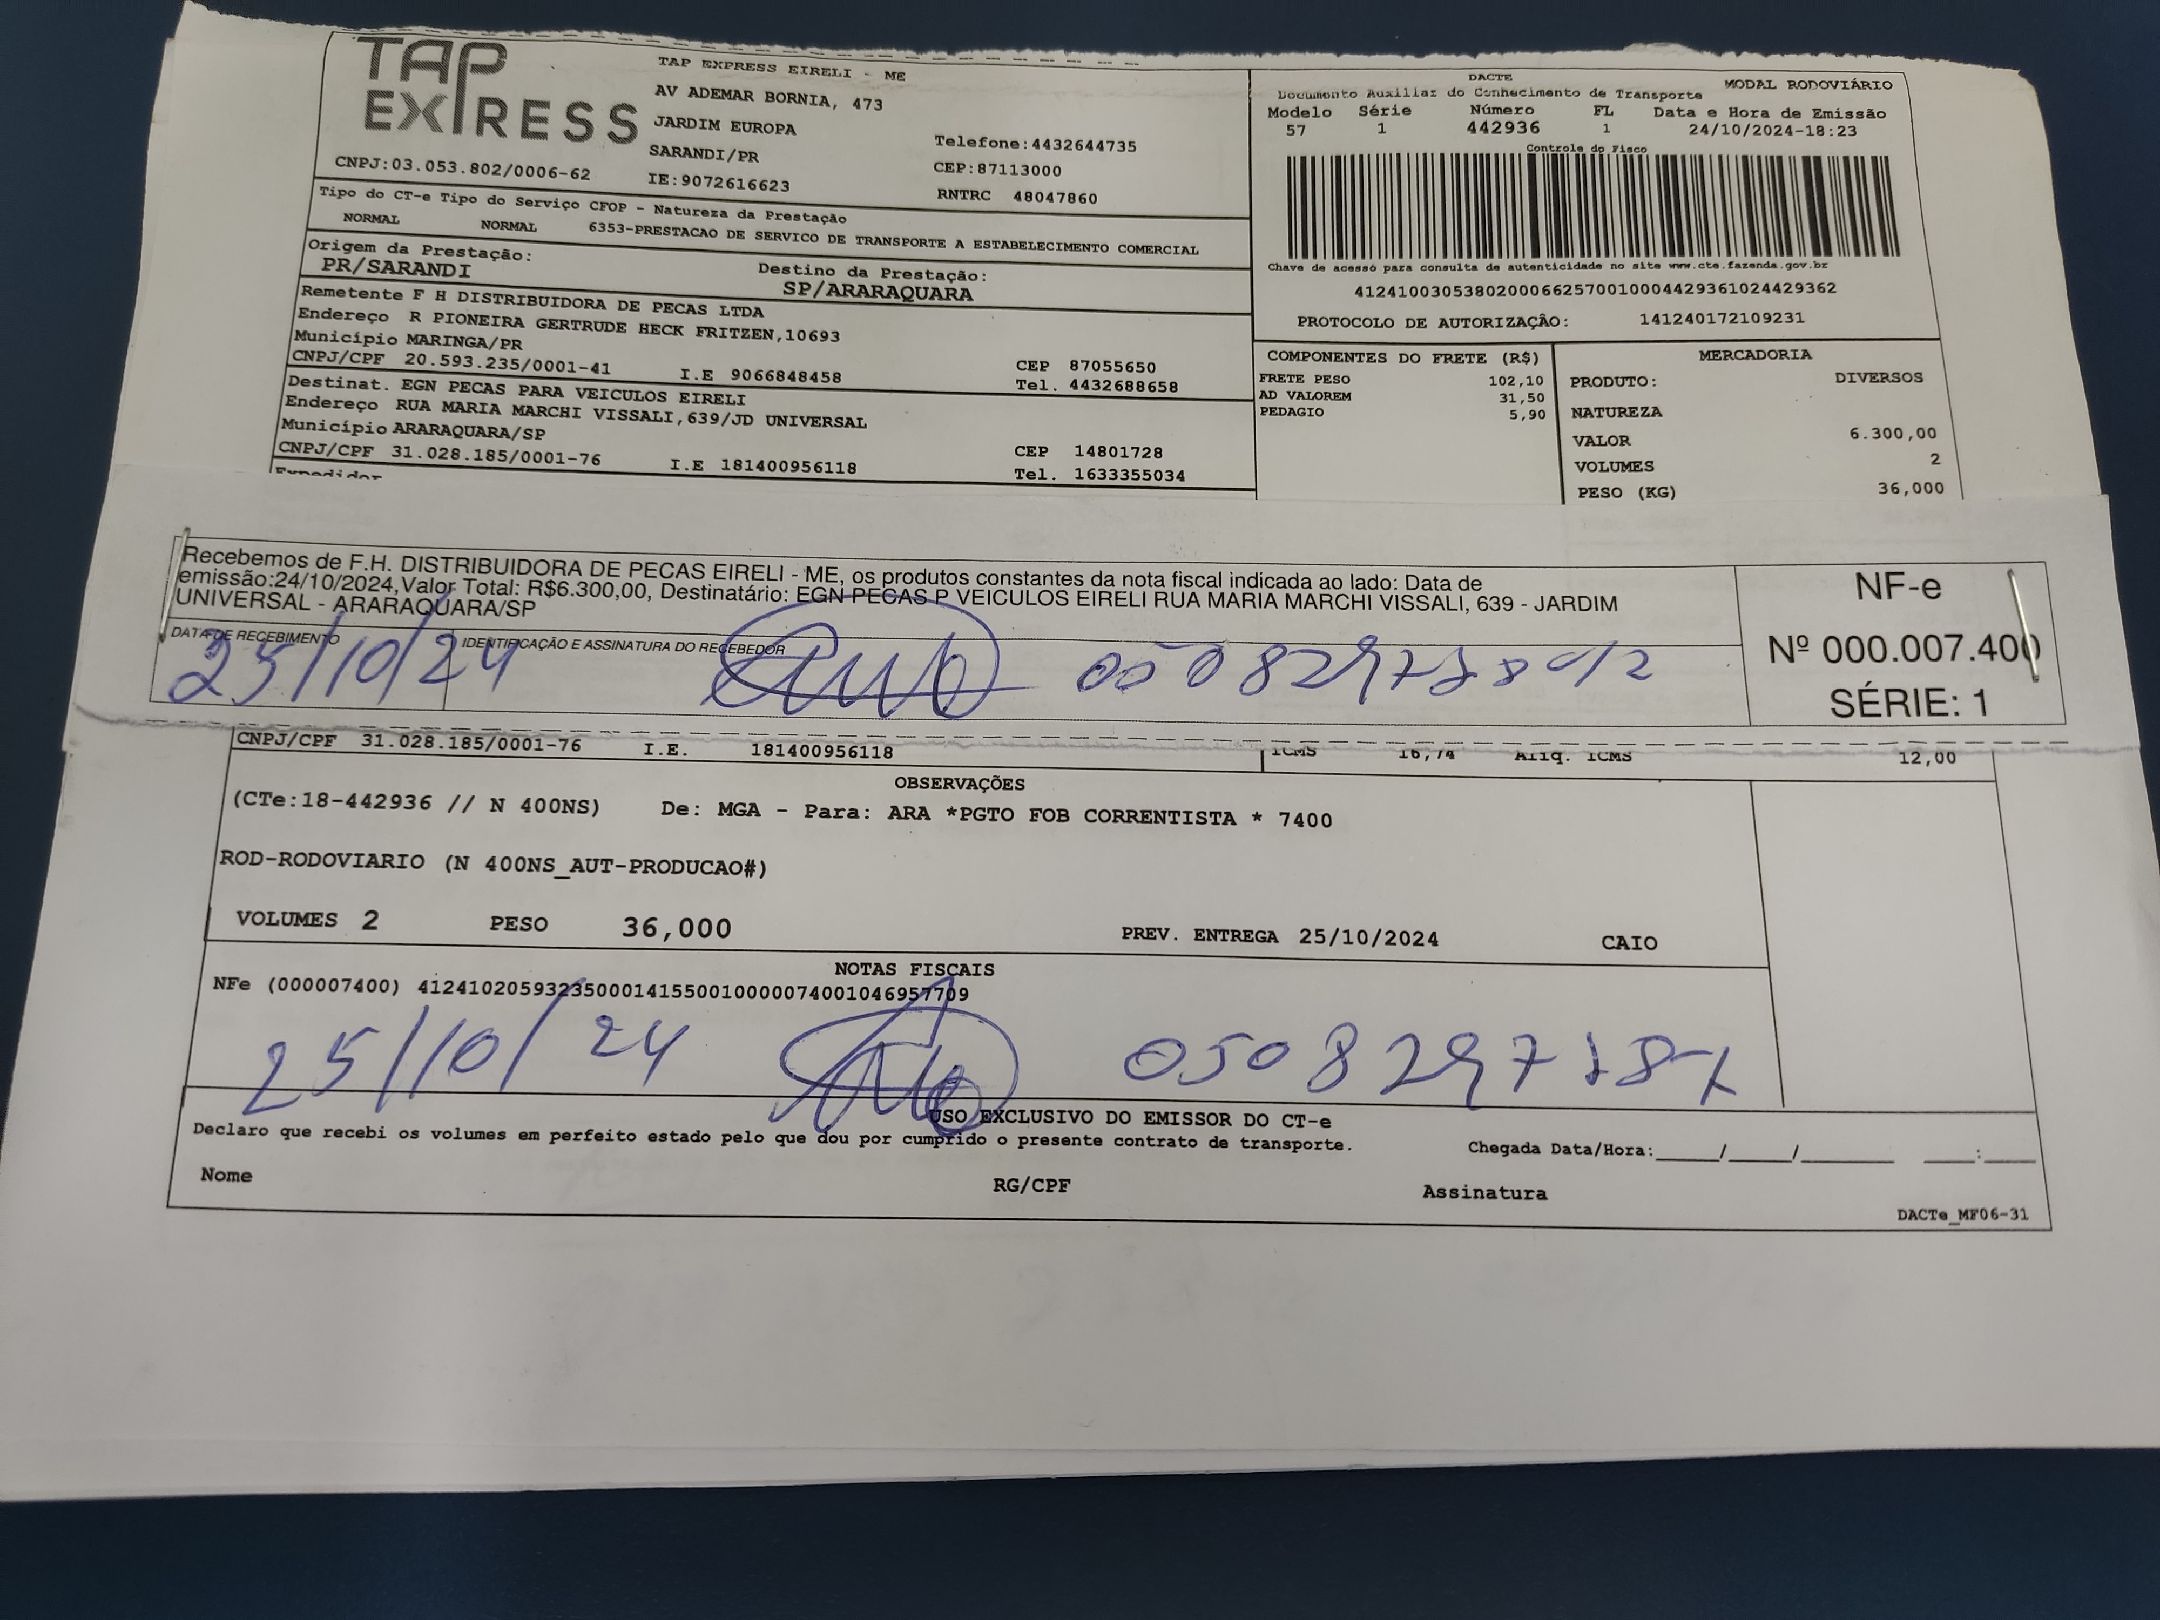 TAP EXPRESS
TAP EXPRESS EIRELI - ME
AV ADEMAR BORNIA, 473
JARDIM EUROPA
SARANDI/PR
Telefone:4432644735
CEP:87113000
CNPJ:03.053.802/0006-62
IE:9072616623
RNTRC 48047860
DACTE
MODAL RODOVIÁRIO
Documento Auxiliar do Conhecimento de Transporte
Modelo Série Número FL Data e Hora de Emissão
57 1 442936 1 24/10/2024-18:23
Controle do Fisco
Chave de acesso para consulta de autenticidade no site www.cte.fazenda.gov.br
41241003053802000662570010004429361024429362
PROTOCOLO DE AUTORIZAÇÃO: 141240172109231
Tipo do CT-e Tipo do Serviço CFOP - Natureza da Prestação
NORMAL NORMAL 6353-PRESTACAO DE SERVICO DE TRANSPORTE A ESTABELECIMENTO COMERCIAL
Origem da Prestação:
PR/SARANDI
Destino da Prestação:
SP/ARARAQUARA
Remetente F H DISTRIBUIDORA DE PECAS LTDA
Endereço R PIONEIRA GERTRUDE HECK FRITZEN,10693
Município MARINGA/PR CEP 87055650
CNPJ/CPF 20.593.235/0001-41 I.E 9066848458 Tel. 4432688658
Destinat. EGN PECAS PARA VEICULOS EIRELI
Endereço RUA MARIA MARCHI VISSALI,639/JD UNIVERSAL
Município ARARAQUARA/SP CEP 14801728
CNPJ/CPF 31.028.185/0001-76 I.E 181400956118 Tel. 1633355034
Expedidor
COMPONENTES DO FRETE (R$)
FRETE PESO 102,10
AD VALOREM 31,50
PEDAGIO 5,90
MERCADORIA
PRODUTO: DIVERSOS
NATUREZA
VALOR 6.300,00
VOLUMES 2
PESO (KG) 36,000
Recebemos de F.H. DISTRIBUIDORA DE PECAS EIRELI - ME, os produtos constantes da nota fiscal indicada ao lado: Data de
emissão:24/10/2024,Valor Total: R$6.300,00, Destinatário: EGN PECAS P VEICULOS EIRELI RUA MARIA MARCHI VISSALI, 639 - JARDIM
UNIVERSAL - ARARAQUARA/SP
DATA DE RECEBIMENTO IDENTIFICAÇÃO E ASSINATURA DO RECEBEDOR
25/10/24
NF-e
Nº 000.007.400
SÉRIE: 1
CNPJ/CPF 31.028.185/0001-76 I.E. 181400956118
ICMS 16,74 Aliq. ICMS 12,00
OBSERVAÇÕES
(CTe:18-442936 // N 400NS) De: MGA - Para: ARA *PGTO FOB CORRENTISTA * 7400
ROD-RODOVIARIO (N 400NS_AUT-PRODUCAO#)
VOLUMES 2 PESO 36,000 PREV. ENTREGA 25/10/2024 CAIO
NOTAS FISCAIS
NFe (000007400) 41241020593235000141550010000074001046957709
25/10/24
USO EXCLUSIVO DO EMISSOR DO CT-e
Declaro que recebi os volumes em perfeito estado pelo que dou por cumprido o presente contrato de transporte.
Chegada Data/Hora:____/____/______ ___:___
Nome RG/CPF Assinatura
DACTe_MF06-31